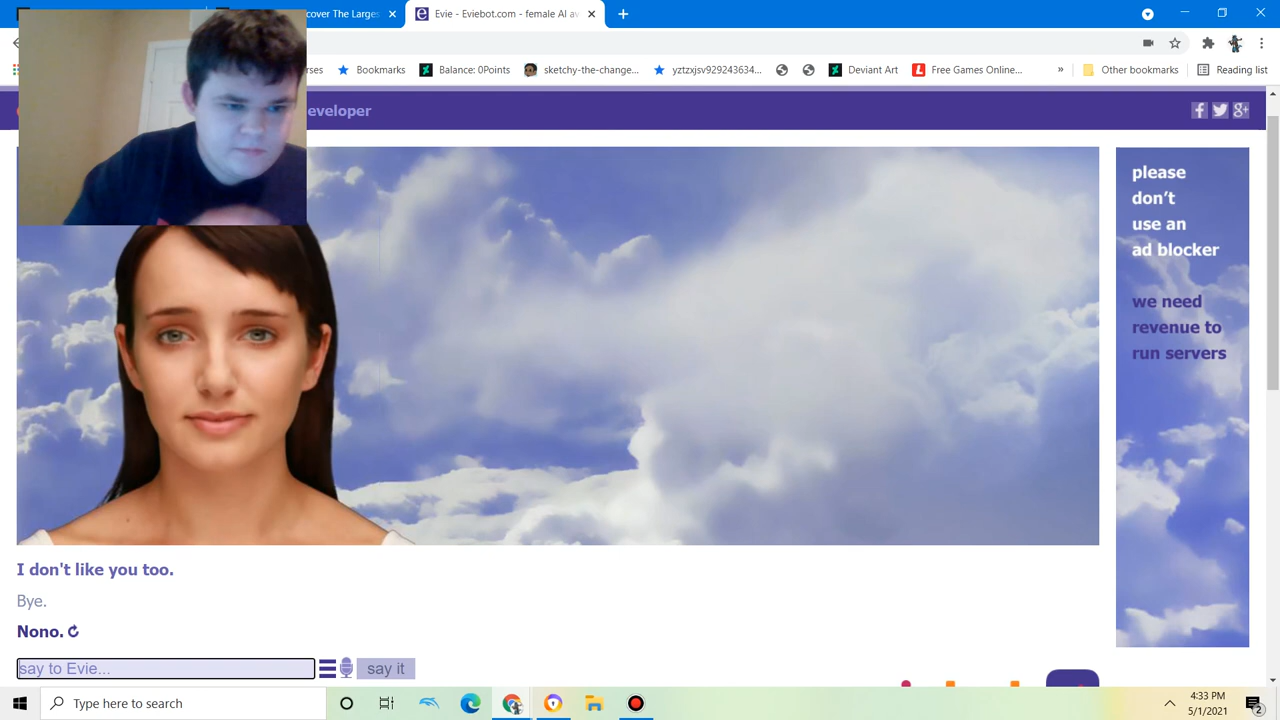 cover The Larges
Evie - Eviebot.com - female AI av
rses
Bookmarks
Balance: 0Points
sketchy-the-change...
yztzxjsv929243634...
Deviant Art
Free Games Online...
»
Other bookmarks
Reading list
eveloper
please
don't
use an
ad blocker
we need
revenue to
run servers
I don't like you too.
Bye.
Nono.
say to Evie...
say it
Type here to search
4:33 PM
5/1/2021
2